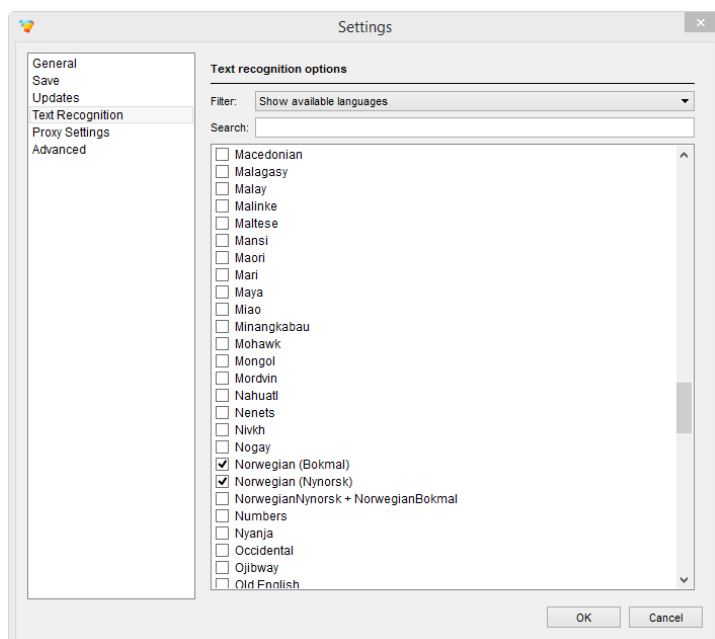 Settings
General
Save
Updates
Text Recognition
Proxy Settings
Advanced
Text recognition options
Filter: Show available languages
Search:
Macedonian
Malagasy
Malay
Malinke
Maltese
Mansi
Maori
Mari
Maya
Miao
Minangkabau
Mohawk
Mongol
Mordvin
Nahuatl
Nenets
Nivkh
Nogay
Norwegian (Bokmal)
Norwegian (Nynorsk)
NorwegianNynorsk + NorwegianBokmal
Numbers
Nyanja
Occidental
Ojibway
Old English
OK Cancel